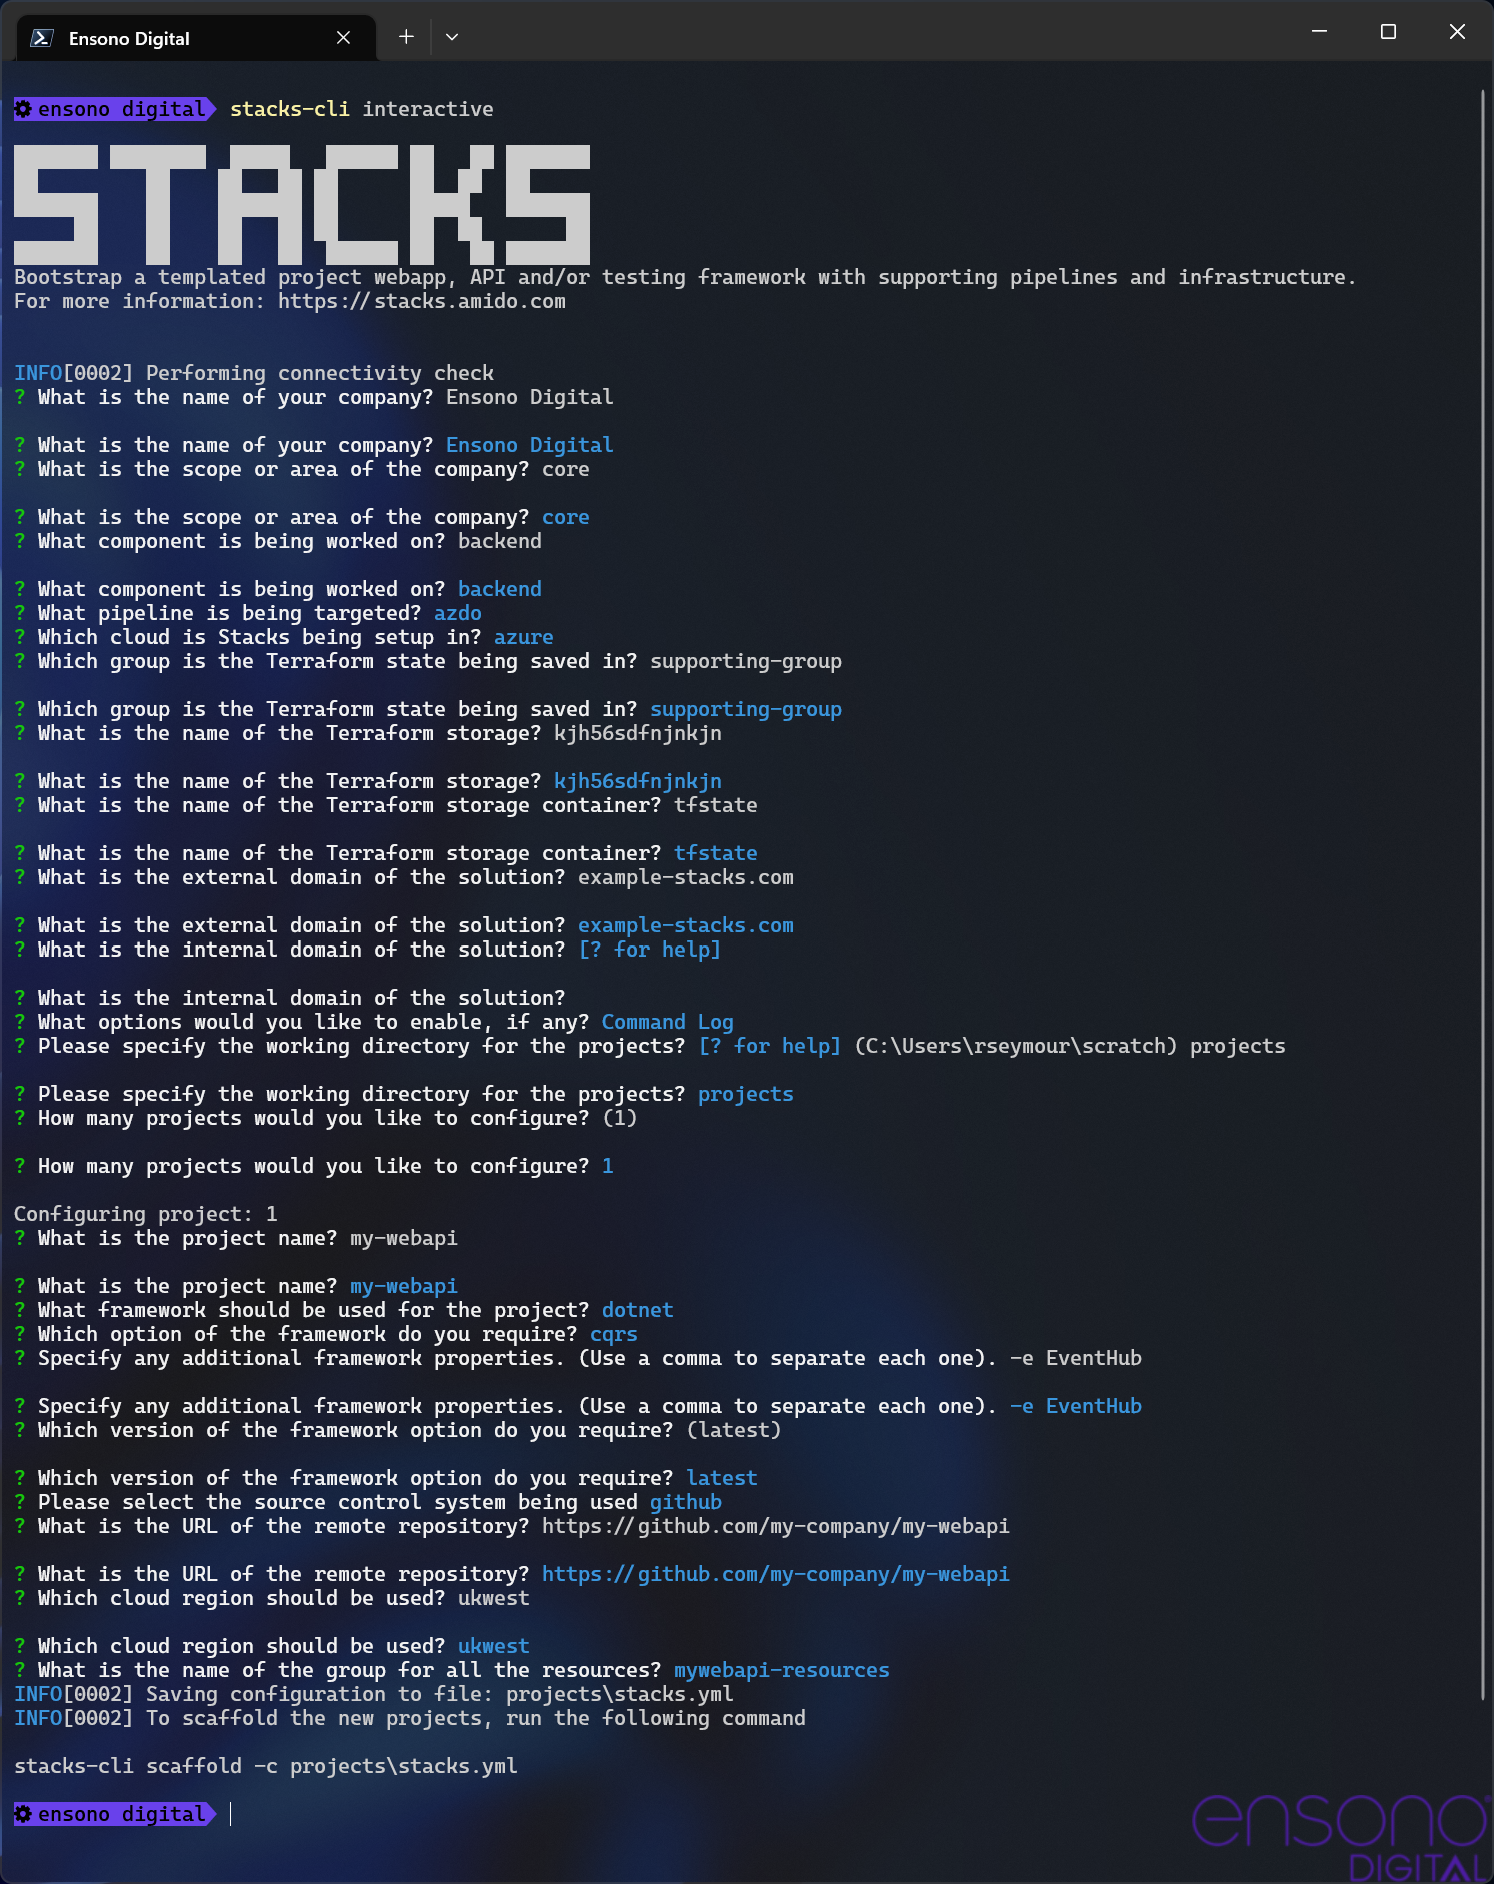 Ensono Digital
ensono digital stacks-cli interactive
STACKS
Bootstrap a templated project webapp, API and/or testing framework with supporting pipelines and infrastructure.
For more information: https://stacks.amido.com
INFO[0002] Performing connectivity check
? What is the name of your company? Ensono Digital
? What is the name of your company? Ensono Digital
? What is the scope or area of the company? core
? What is the scope or area of the company? core
? What component is being worked on? backend
? What component is being worked on? backend
? What pipeline is being targeted? azdo
? Which cloud is Stacks being setup in? azure
? Which group is the Terraform state being saved in? supporting-group
? Which group is the Terraform state being saved in? supporting-group
? What is the name of the Terraform storage? kjh56sdfnjnkjn
? What is the name of the Terraform storage? kjh56sdfnjnkjn
? What is the name of the Terraform storage container? tfstate
? What is the name of the Terraform storage container? tfstate
? What is the external domain of the solution? example-stacks.com
? What is the external domain of the solution? example-stacks.com
? What is the internal domain of the solution? [? for help]
? What is the internal domain of the solution?
? What options would you like to enable, if any? Command Log
? Please specify the working directory for the projects? [? for help] (C:\Users\rseymour\scratch) projects
? Please specify the working directory for the projects? projects
? How many projects would you like to configure? (1)
? How many projects would you like to configure? 1
Configuring project: 1
? What is the project name? my-webapi
? What is the project name? my-webapi
? What framework should be used for the project? dotnet
? Which option of the framework do you require? cqrs
? Specify any additional framework properties. (Use a comma to separate each one). -e EventHub
? Specify any additional framework properties. (Use a comma to separate each one). -e EventHub
? Which version of the framework option do you require? (latest)
? Which version of the framework option do you require? latest
? Please select the source control system being used github
? What is the URL of the remote repository? https://github.com/my-company/my-webapi
? What is the URL of the remote repository? https://github.com/my-company/my-webapi
? Which cloud region should be used? ukwest
? Which cloud region should be used? ukwest
? What is the name of the group for all the resources? mywebapi-resources
INFO[0002] Saving configuration to file: projects\stacks.yml
INFO[0002] To scaffold the new projects, run the following command
stacks-cli scaffold -c projects\stacks.yml
ensono digital
ensono
DIGITAL